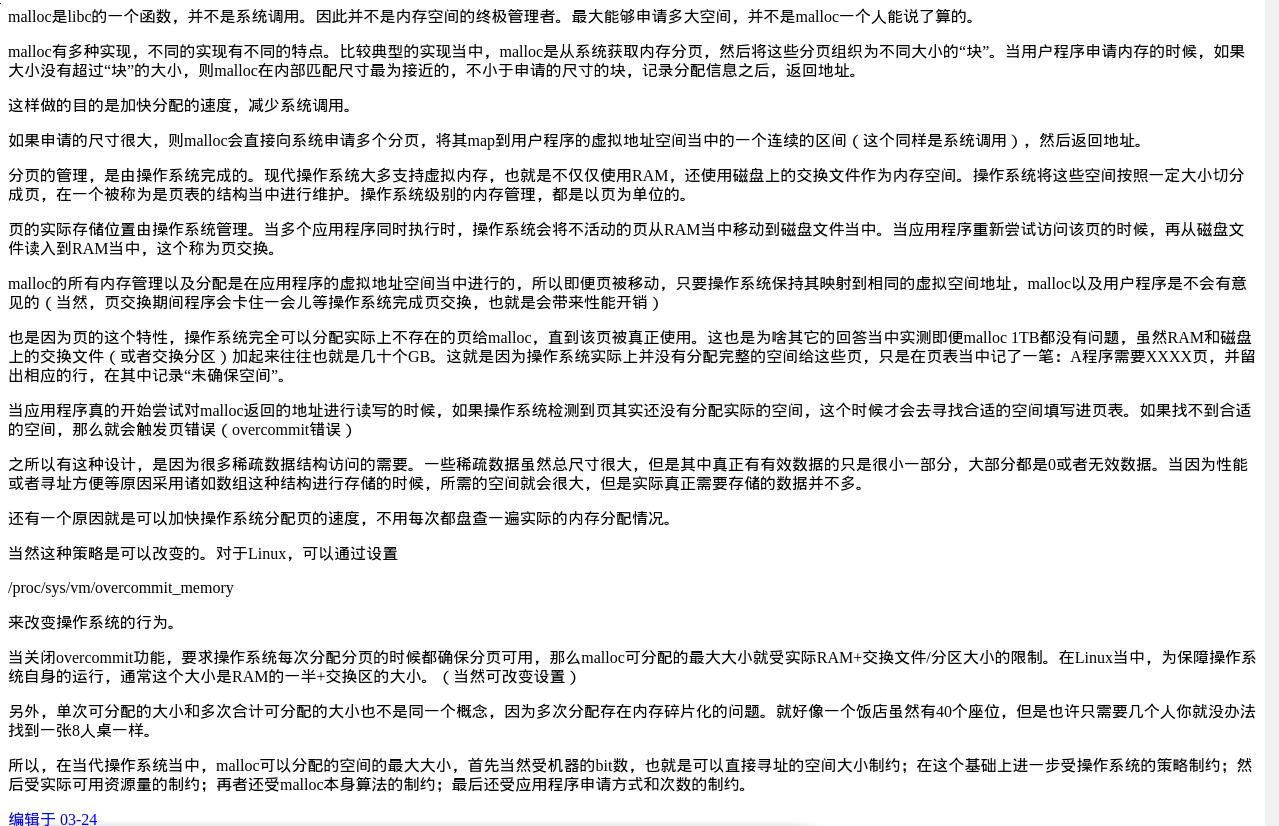 malloc是libc的一个函数，并不是系统调用。因此并不是内存空间的终极管理者。最大能够申请多大空间，并不是malloc一个人能说了算的。
malloc有多种实现，不同的实现有不同的特点。比较典型的实现当中，malloc是从系统获取内存分页，然后将这些分页组织为不同大小的“块”。当用户程序申请内存的时候，如果
大小没有超过“块”的大小，则malloc在内部匹配尺寸最为接近的，不小于申请的尺寸的块，记录分配信息之后，返回地址。
这样做的目的是加快分配的速度，减少系统调用。
如果申请的尺寸很大，则malloc会直接向系统申请多个分页，将其map到用户程序的虚拟地址空间当中的一个连续的区间（这个同样是系统调用），然后返回地址。
分页的管理，是由操作系统完成的。现代操作系统大多支持虚拟内存，也就是不仅仅使用RAM，还使用磁盘上的交换文件作为内存空间。操作系统将这些空间按照一定大小切分
成页，在一个被称为是页表的结构当中进行维护。操作系统级别的内存管理，都是以页为单位的。
页的实际存储位置由操作系统管理。当多个应用程序同时执行时，操作系统会将不活动的页从RAM当中移动到磁盘文件当中。当应用程序重新尝试访问该页的时候，再从磁盘文
件读入到RAM当中，这个称为页交换。
malloc的所有内存管理以及分配是在应用程序的虚拟地址空间当中进行的，所以即便页被移动，只要操作系统保持其映射到相同的虚拟空间地址，malloc以及用户程序是不会有意
见的（当然，页交换期间程序会卡住一会儿等操作系统完成页交换，也就是会带来性能开销）
也是因为页的这个特性，操作系统完全可以分配实际上不存在的页给malloc，直到该页被真正使用。这也是为啥其它的回答当中实测即便malloc 1TB都没有问题，虽然RAM和磁盘
上的交换文件（或者交换分区）加起来往往也就是几十个GB。这就是因为操作系统实际上并没有分配完整的空间给这些页，只是在页表当中记了一笔：A程序需要XXXX页，并留
出相应的行，在其中记录“未确保空间”。
当应用程序真的开始尝试对malloc返回的地址进行读写的时候，如果操作系统检测到页其实还没有分配实际的空间，这个时候才会去寻找合适的空间填写进页表。如果找不到合适
的空间，那么就会触发页错误（overcommit错误）
之所以有这种设计，是因为很多稀疏数据结构访问的需要。一些稀疏数据虽然总尺寸很大，但是其中真正有有效数据的只是很小一部分，大部分都是0或者无效数据。当因为性能
或者寻址方便等原因采用诸如数组这种结构进行存储的时候，所需的空间就会很大，但是实际真正需要存储的数据并不多。
还有一个原因就是可以加快操作系统分配页的速度，不用每次都盘查一遍实际的内存分配情况。
当然这种策略是可以改变的。对于Linux，可以通过设置
/proc/sys/vm/overcommit_memory
来改变操作系统的行为。
当关闭overcommit功能，要求操作系统每次分配分页的时候都确保分页可用，那么malloc可分配的最大大小就受实际RAM+交换文件/分区大小的限制。在Linux当中，为保障操作系
统自身的运行，通常这个大小是RAM的一半+交换区的大小。（当然可改变设置）
另外，单次可分配的大小和多次合计可分配的大小也不是同一个概念，因为多次分配存在内存碎片化的问题。就好像一个饭店虽然有40个座位，但是也许只需要几个人你就没办法
找到一张8人桌一样。
所以，在当代操作系统当中，malloc可以分配的空间的最大大小，首先当然受机器的bit数，也就是可以直接寻址的空间大小制约；在这个基础上进一步受操作系统的策略制约；然
后受实际可用资源量的制约；再者还受malloc本身算法的制约；最后还受应用程序申请方式和次数的制约。
编辑于 03-24